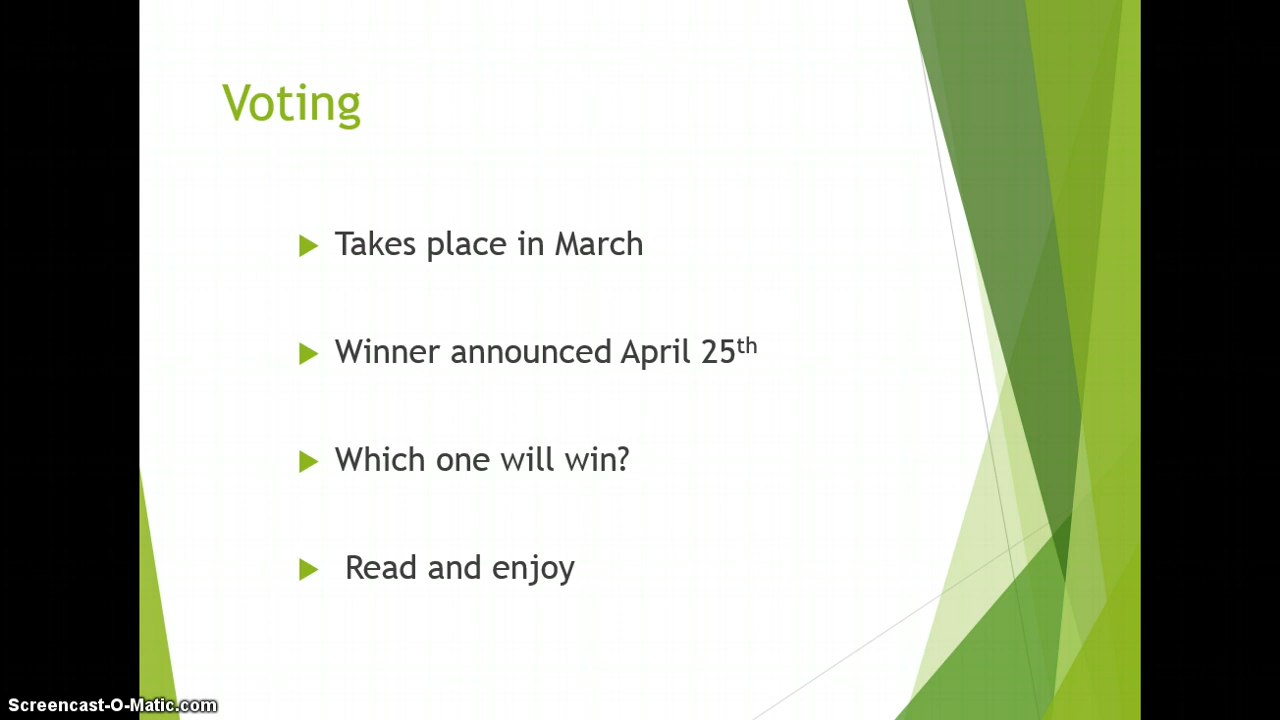 Voting
Takes place in March
Winner announced April 25th
Which one will win?
Read and enjoy
Screencast-O-Matic.com